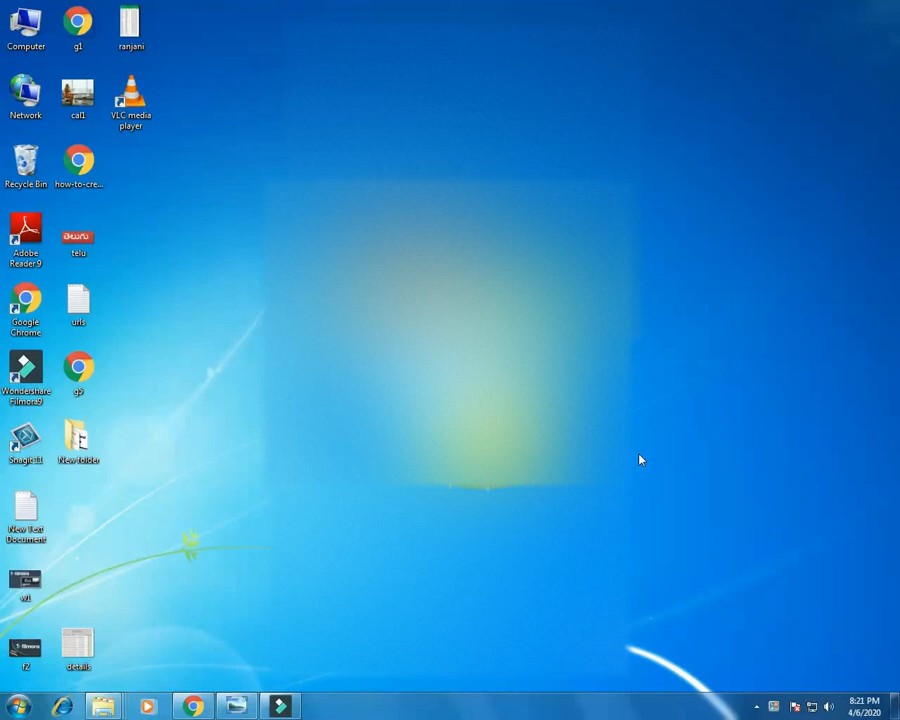 Computer
g1
ranjani
Network
cal1
VLC media
player
Recycle Bin
how-to-cre...
Adobe
Reader 9
తెలుగు
telu
Google
Chrome
urls
Wondershare
Filmora9
g5
Snagit 11
New folder
New Text
Document
w1
filmora
f2
details
8:21 PM
4/6/2020